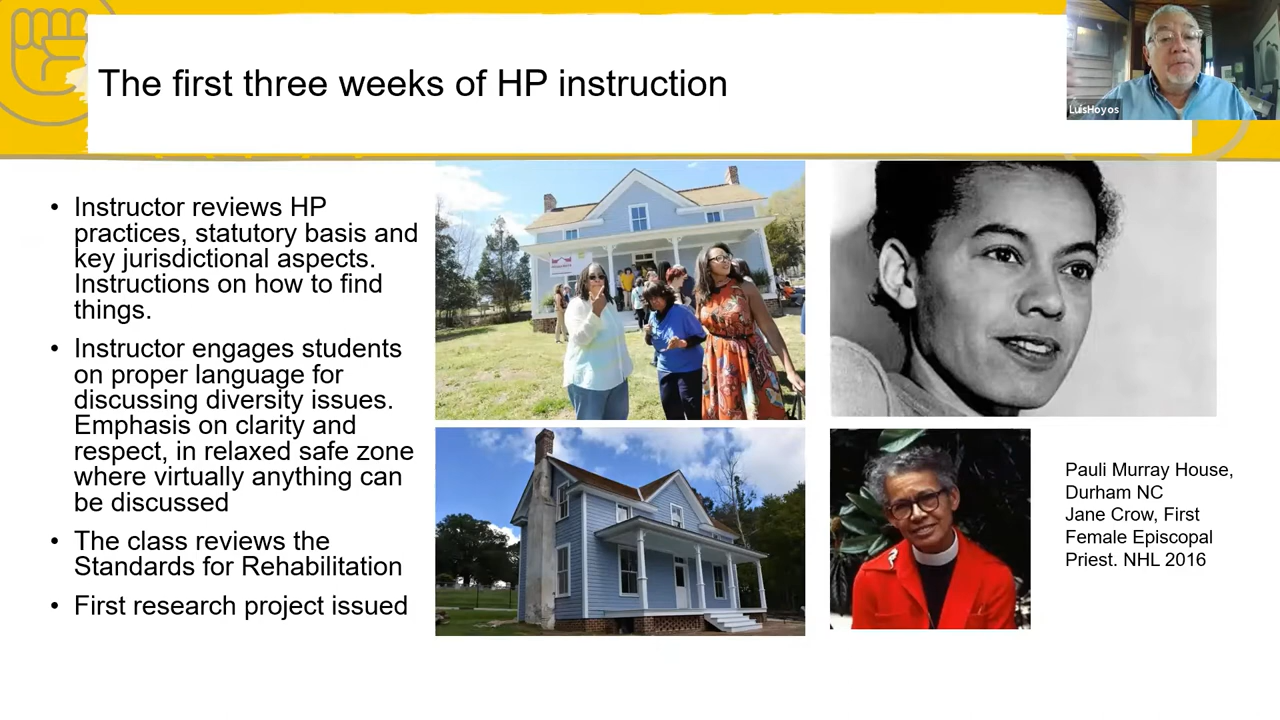 The first three weeks of HP instruction
LuisHoyos
• Instructor reviews HP
practices, statutory basis and
key jurisdictional aspects.
Instructions on how to find
things.
• Instructor engages students
on proper language for
discussing diversity issues.
Emphasis on clarity and
respect, in relaxed safe zone
where virtually anything can
be discussed
• The class reviews the
Standards for Rehabilitation
• First research project issued
Pauli Murray House,
Durham NC
Jane Crow, First
Female Episcopal
Priest. NHL 2016